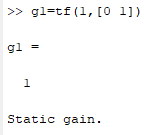 >> g1=tf(1,[0 1])
g1 =
1
Static gain.